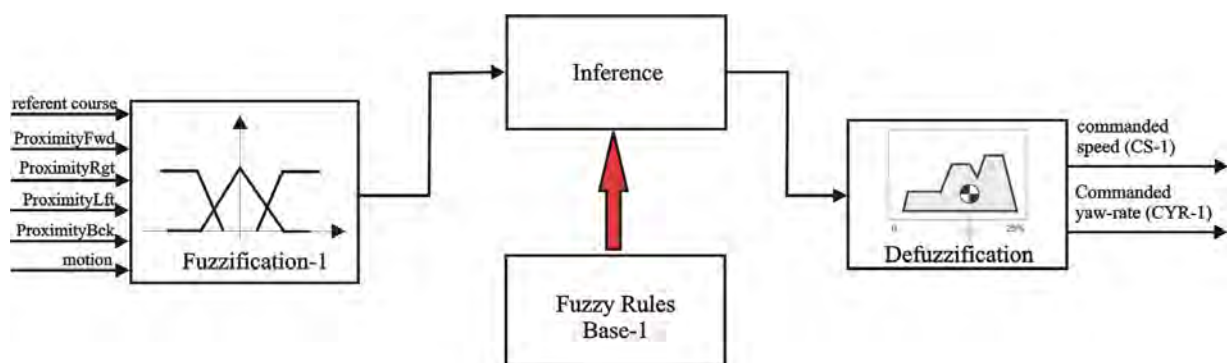 referent course
ProximityFwd
ProximityRgt
ProximityLft
ProximityBck
motion
Fuzzification-1
Inference
Fuzzy Rules
Base-1
0
25%
Defuzzification
commanded
speed (CS-1)
Commanded
yaw-rate (CYR-1)